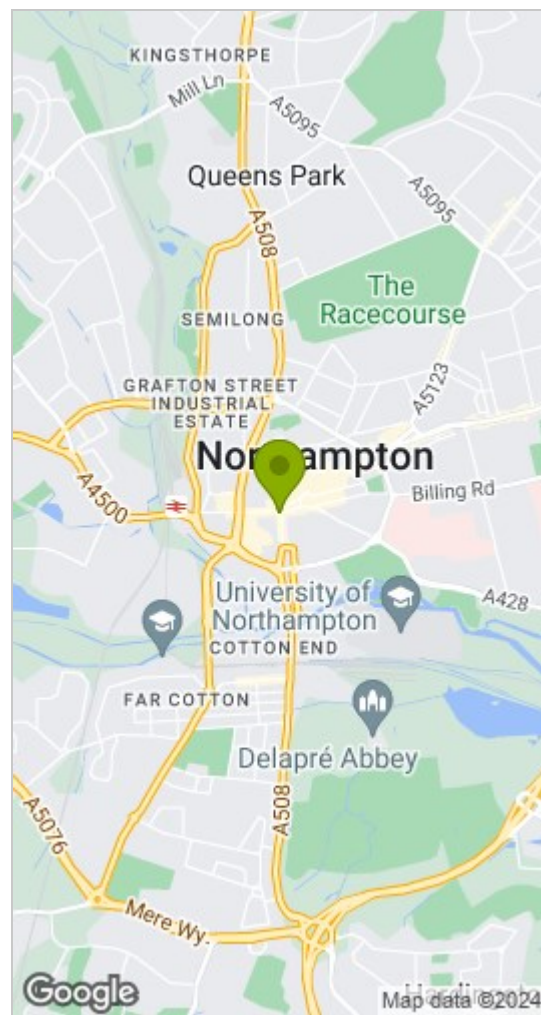 KINGSTHORPE
Mill Ln
A5095
Queens Park
A5095
A508
The
Racecourse
SEMILONG
A5123
GRAFTON STREET
INDUSTRIAL
ESTATE
Northampton
A4500
Billing Rd
University of
Northampton
A428
COTTON END
FAR COTTON
Delapré Abbey
A508
A5076
Mere Wy.
Google
Map data ©2024